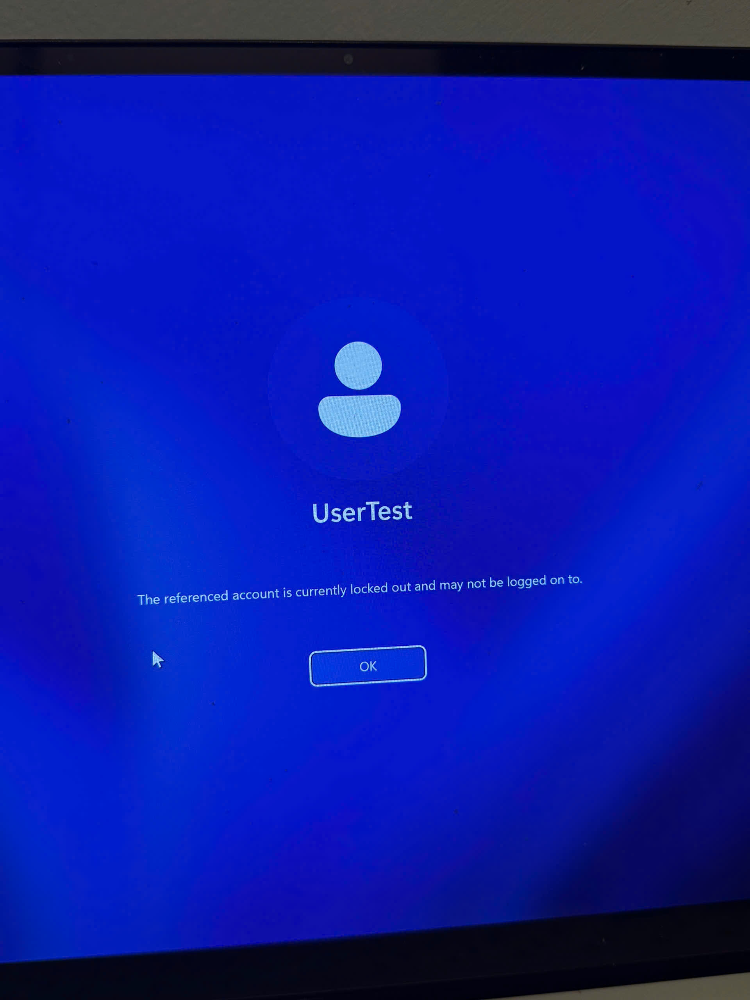 UserTest
The referenced account is currently locked out and may not be logged on to.
OK